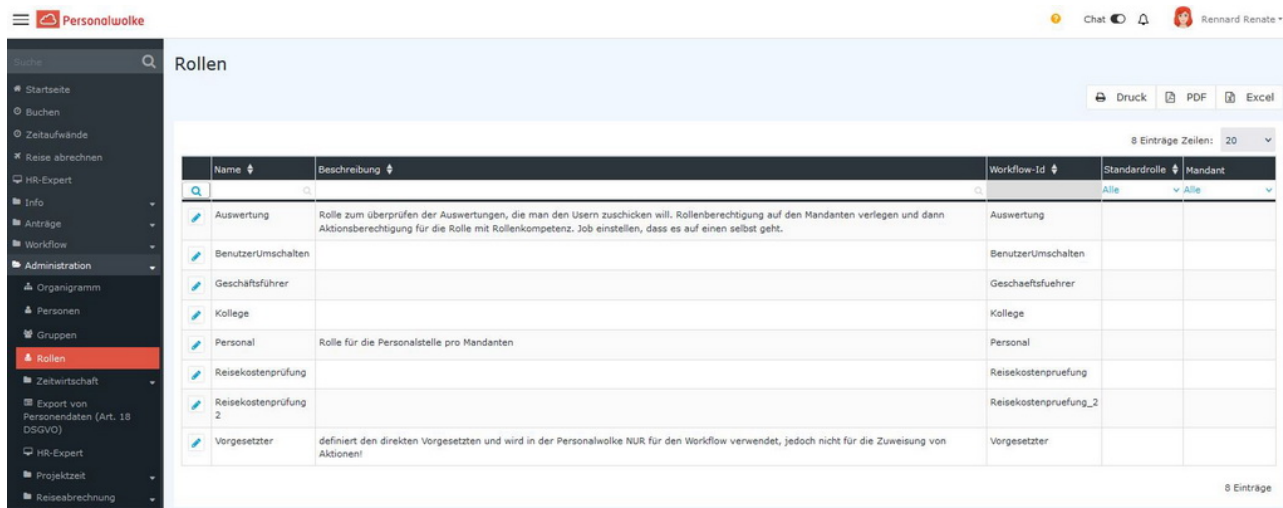 Personalwolke
Chat
Rennard Renate
Suche
Startseite
Buchen
Zeitaufwände
Reise abrechnen
HR-Expert
Info
Anträge
Workflow
Administration
Organigramm
Personen
Gruppen
Rollen
Zeitwirtschaft
Export von
Personendaten (Art. 18
DSGVO)
HR-Expert
Projektzeit
Reiseabrechnung
Rollen
Druck PDF Excel
8 Einträge Zeilen: 20
Name Beschreibung Workflow-Id Standardrolle Mandant
Alle Alle
Auswertung Rolle zum überprüfen der Auswertungen, die man den Usern zuschicken will. Rollenberechtigung auf den Mandanten verlegen und dann Auswertung
Aktionsberechtigung für die Rolle mit Rollenkompetenz. Job einstellen, dass es auf einen selbst geht.
BenutzerUmschalten BenutzerUmschalten
Geschäftsführer Geschaeftsfuehrer
Kollege Kollege
Personal Rolle für die Personalstelle pro Mandanten Personal
Reisekostenprüfung Reisekostenpruefung
Reisekostenprüfung Reisekostenpruefung_2
2
Vorgesetzter definiert den direkten Vorgesetzten und wird in der Personalwolke NUR für den Workflow verwendet, jedoch nicht für die Zuweisung von Vorgesetzter
Aktionen!
8 Einträge